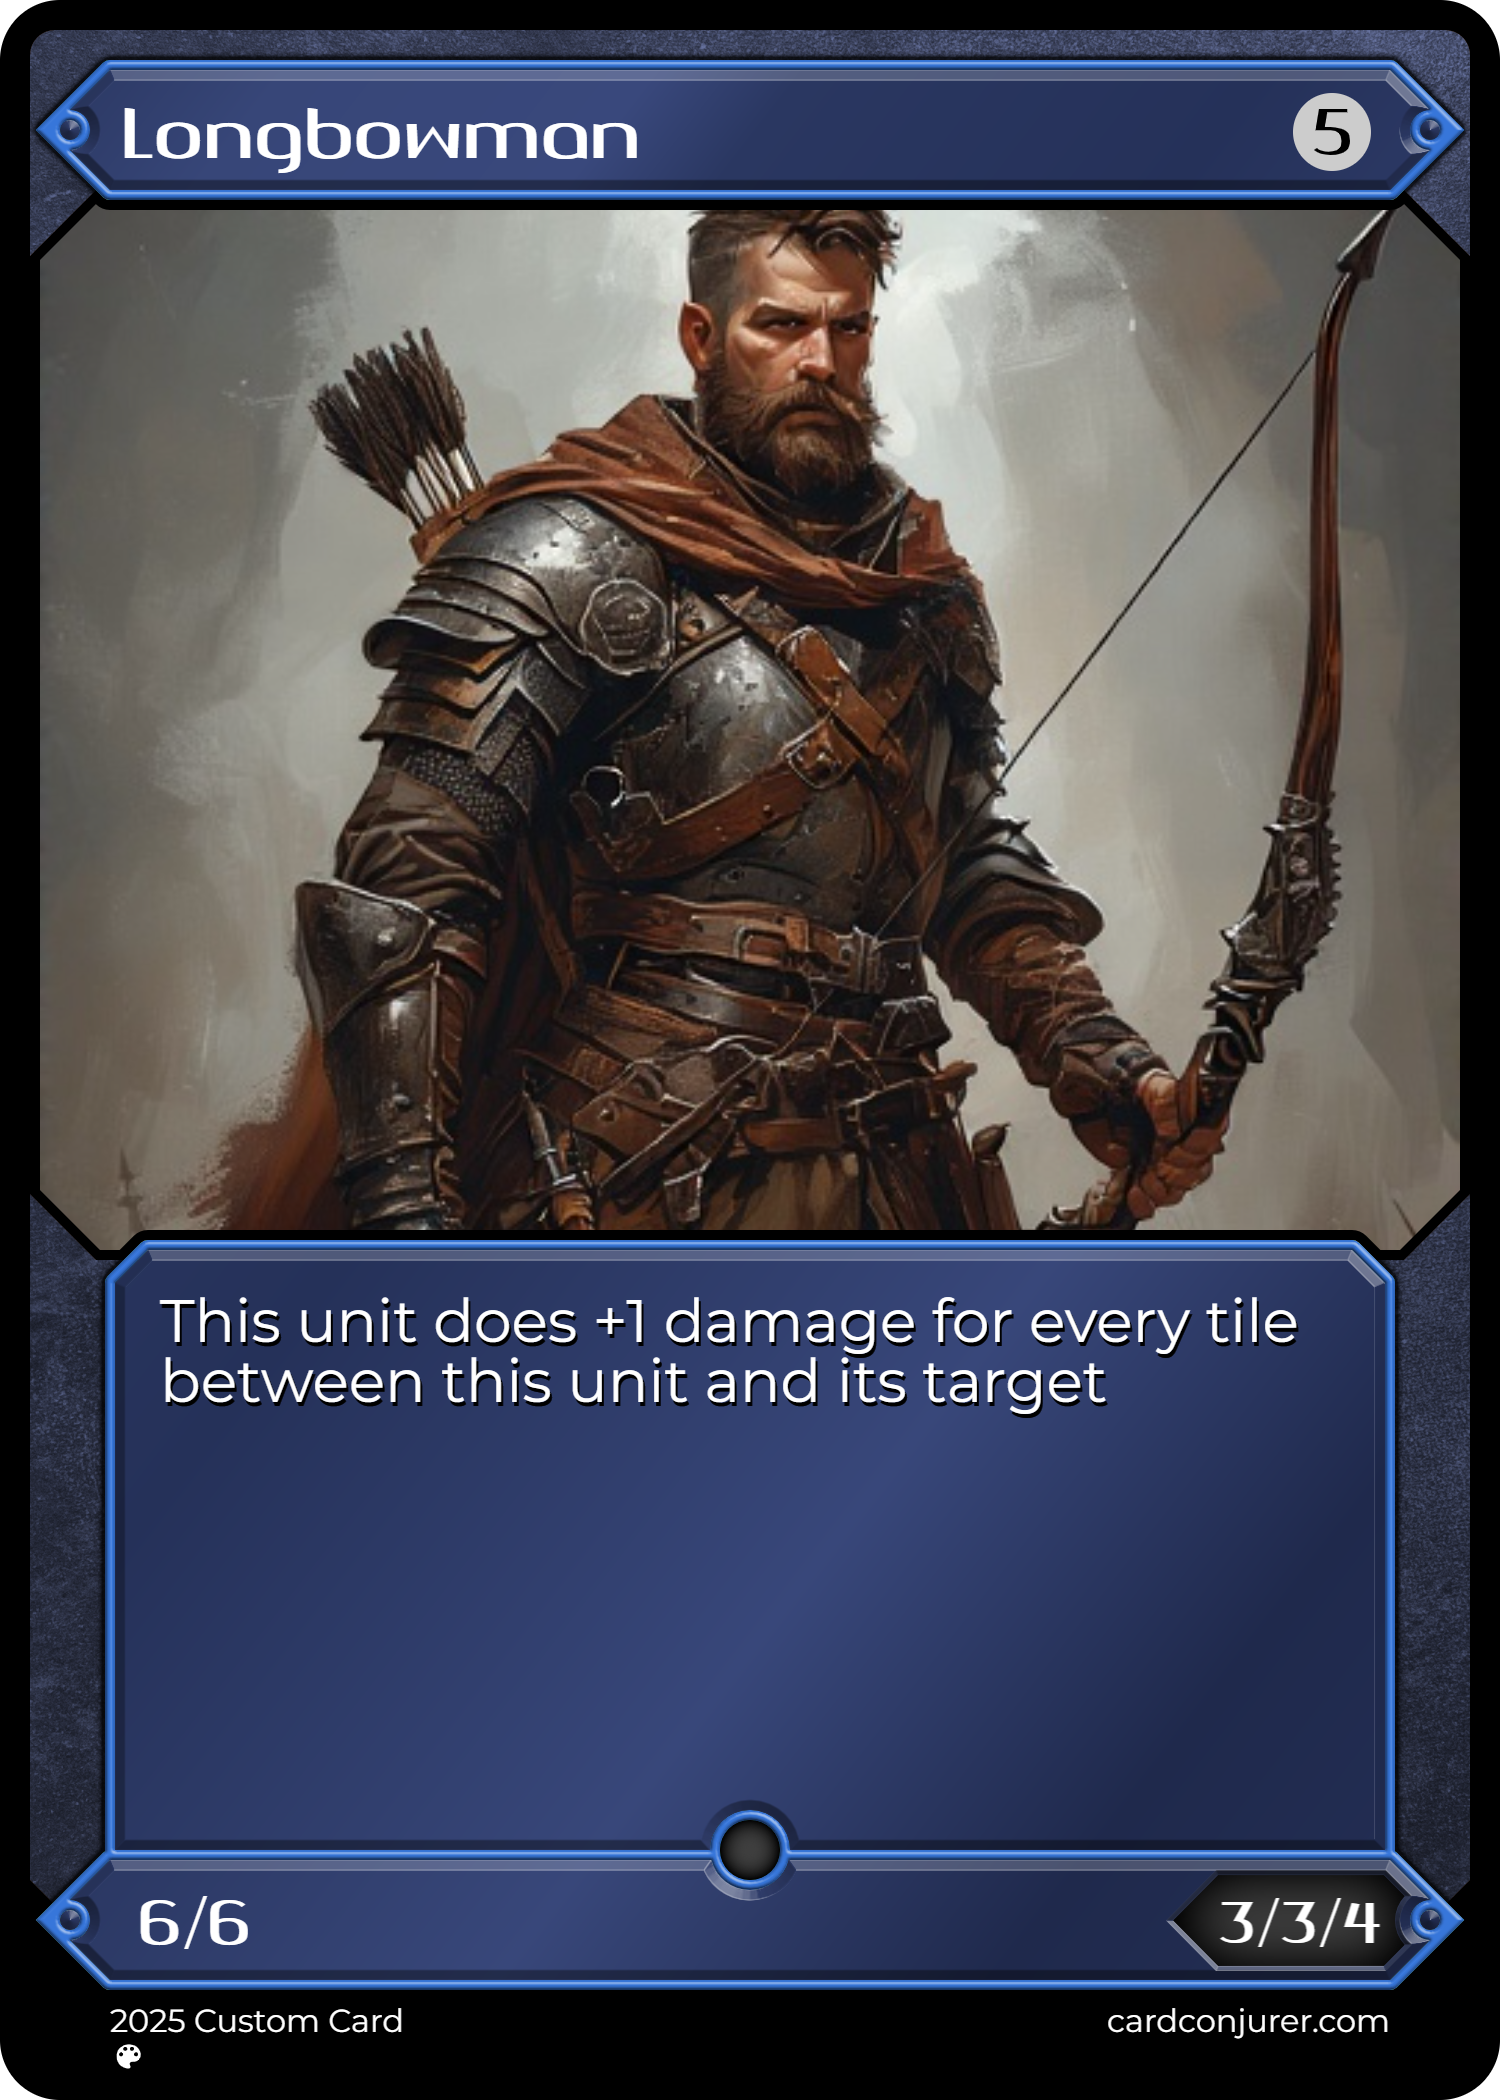 Longbowman
5
This unit does +1 damage for every tile
between this unit and its target
6/6
3/3/4
2025 Custom Card
cardconjurer.com